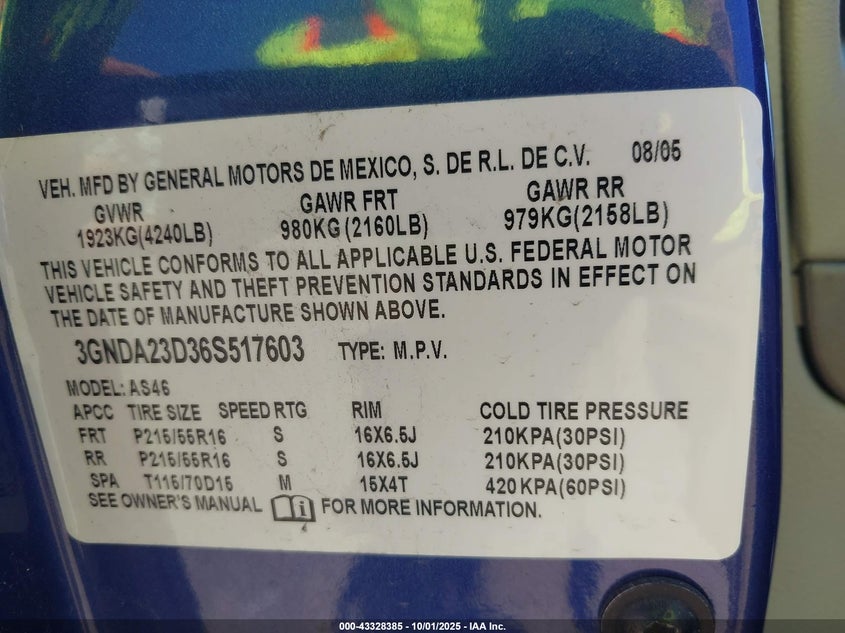 VEH. MFD BY GENERAL MOTORS DE MEXICO, S. DE R.L. DE C.V. 08/05
GVWR GAWR FRT GAWR RR
1923KG(4240LB) 980KG(2160LB) 979KG(2158LB)
THIS VEHICLE CONFORMS TO ALL APPLICABLE U.S. FEDERAL MOTOR
VEHICLE SAFETY AND THEFT PREVENTION STANDARDS IN EFFECT ON
THE DATE OF MANUFACTURE SHOWN ABOVE.
3GNDA23D36S517603 TYPE: M.P.V.
MODEL: AS46
APCC TIRE SIZE SPEED RTG RIM COLD TIRE PRESSURE
FRT P215/55R16 S 16X6.5J 210KPA(30PSI)
RR P215/55R16 S 16X6.5J 210KPA(30PSI)
SPA T115/70D15 M 15X4T 420KPA(60PSI)
SEE OWNER'S MANUAL i FOR MORE INFORMATION.
000-43328385 - 10/01/2025 - IAA Inc.